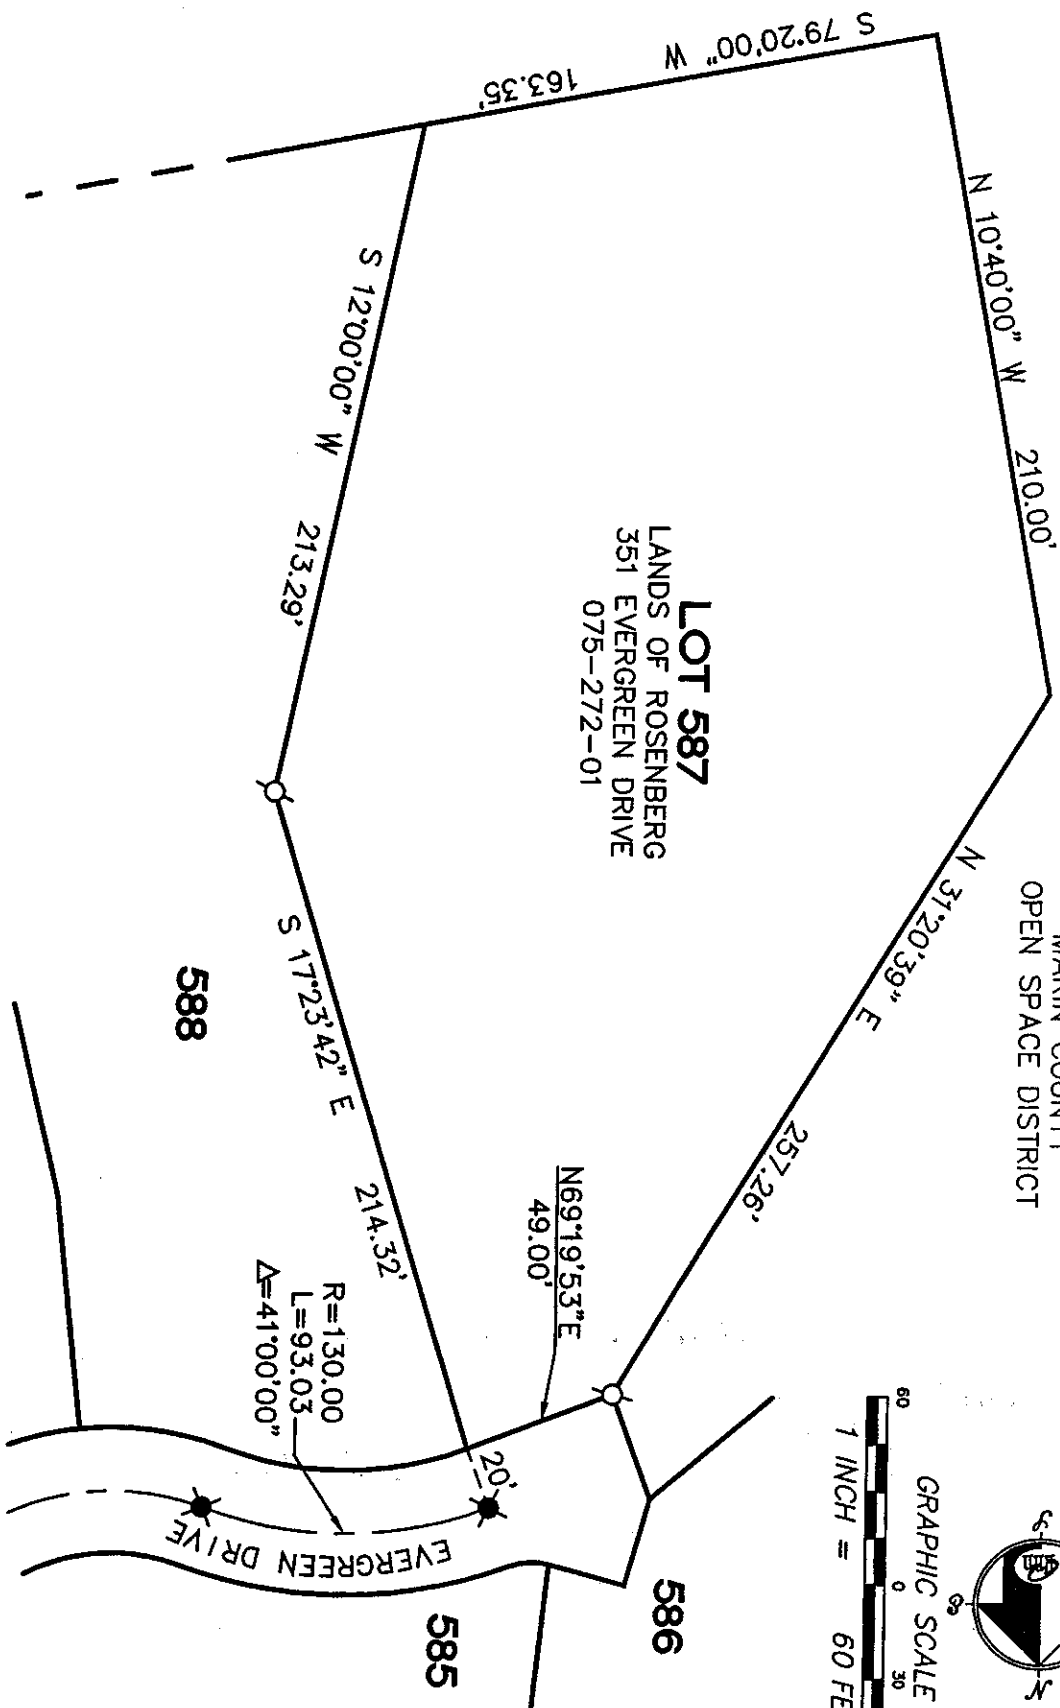 S 79°20'00" W
163.35'
N 10°40'00" W 210.00'
S 12°00'00" W
213.29'
LOT 587
LANDS OF ROSENBERG
351 EVERGREEN DRIVE
075-272-01
N 31°20'39" E
257.26'
OPEN SPACE DISTRICT
588
S 17°23'42" E
214.32'
N69°19'53"E
49.00'
R=130.00
L=93.03
Δ=41°00'00"
20'
EVERGREEN DRIVE
585
586
GRAPHIC SCALE
60 0 30
1 INCH = 60
S
N